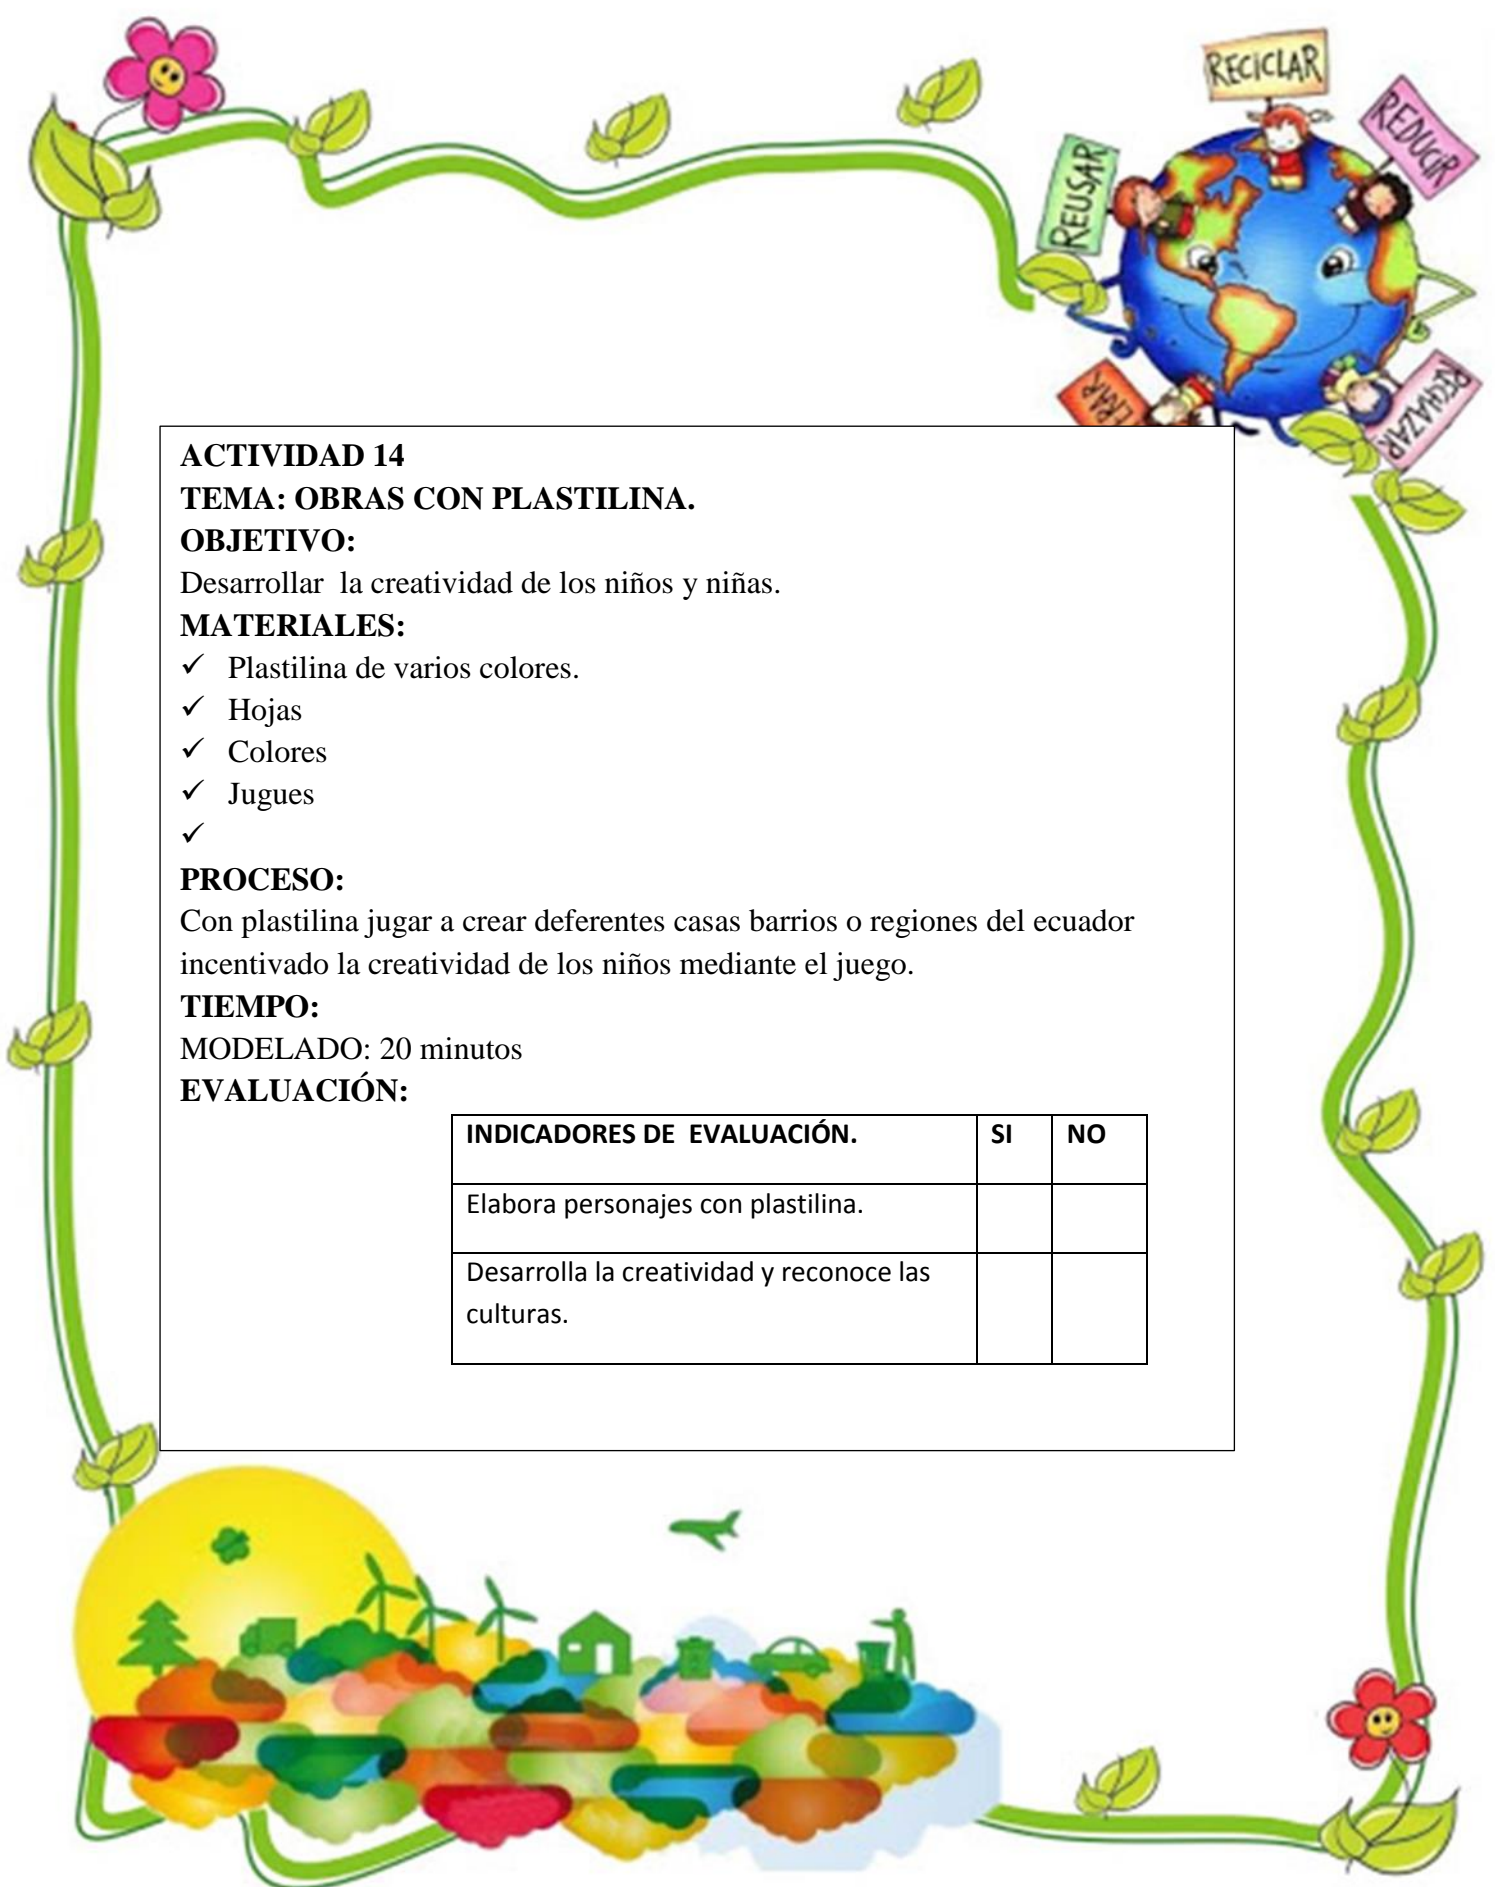 RECICLAR
REDUCIR
REUSAR
RECHAZAR
ACTIVIDAD 14
TEMA: OBRAS CON PLASTILINA.
OBJETIVO:
Desarrollar  la creatividad de los niños y niñas.
MATERIALES:
✓ Plastilina de varios colores.
✓ Hojas
✓ Colores
✓ Jugues
✓
PROCESO:
Con plastilina jugar a crear deferentes casas barrios o regiones del ecuador
incentivado la creatividad de los niños mediante el juego.
TIEMPO:
MODELADO: 20 minutos
EVALUACIÓN:
INDICADORES DE  EVALUACIÓN. SI NO
Elabora personajes con plastilina.
Desarrolla la creatividad y reconoce las
culturas.